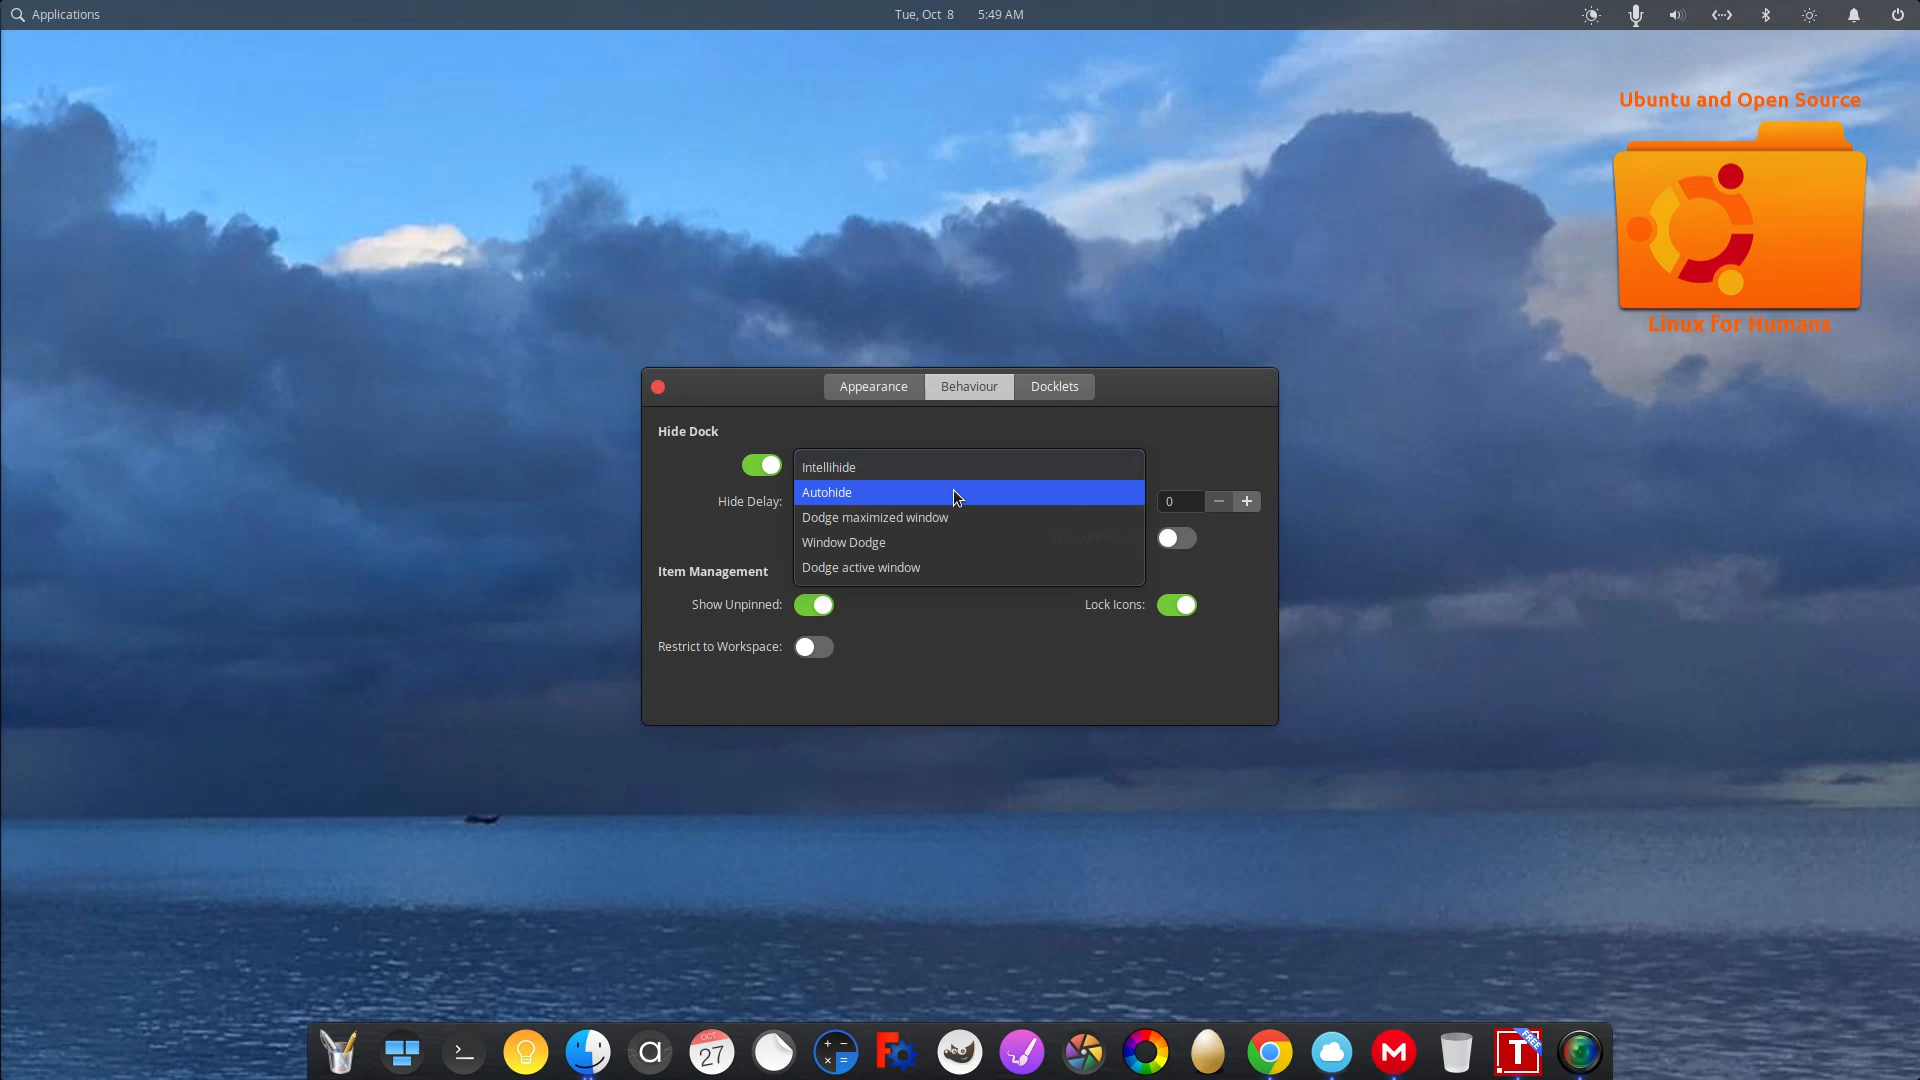 Applications
Tue, Oct 8 5:49 AM
Ubuntu and Open Source
Linux for Humans
Appearance
Behaviour
Docklets
Hide Dock
Intellihide
Autohide
Dodge maximized window
Window Dodge
Dodge active window
Hide Delay:
0
Item Management
Show Unpinned:
Lock Icons:
Restrict to Workspace:
a
OCT
27
M
T
FREE